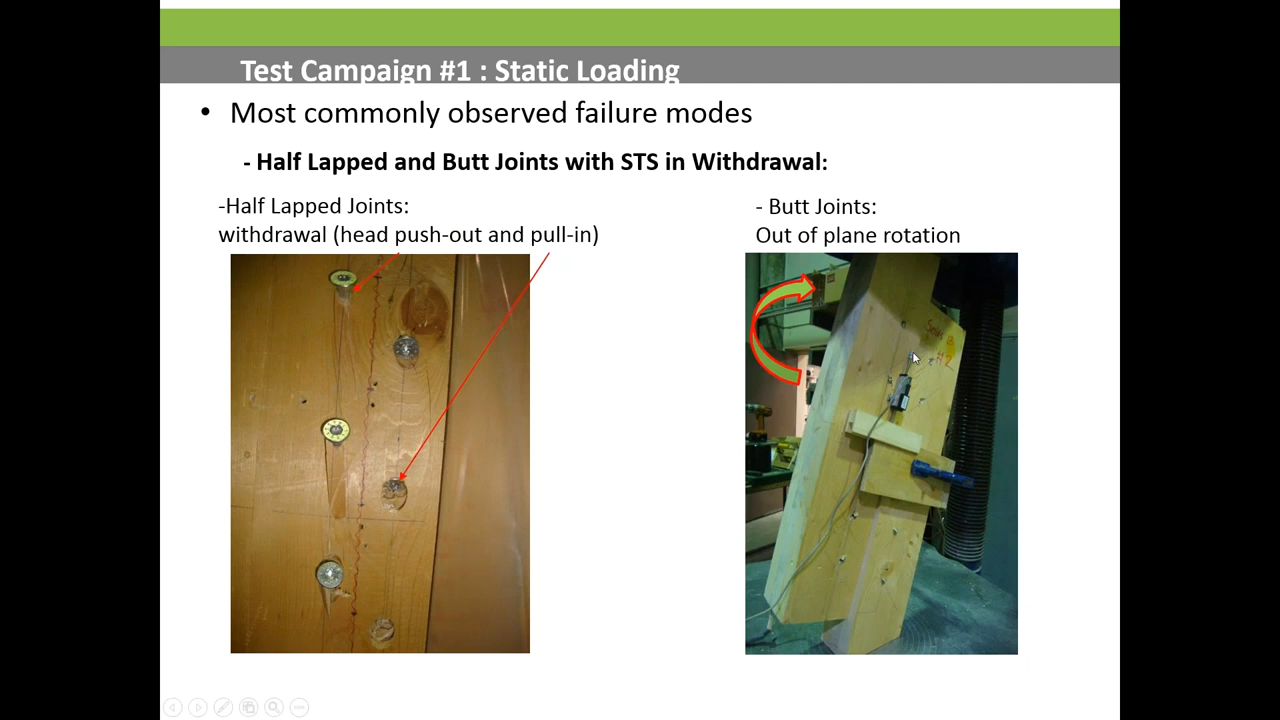 Test Campaign #1 : Static Loading
• Most commonly observed failure modes
- Half Lapped and Butt Joints with STS in Withdrawal:
-Half Lapped Joints:
withdrawal (head push-out and pull-in)
- Butt Joints:
Out of plane rotation
#2